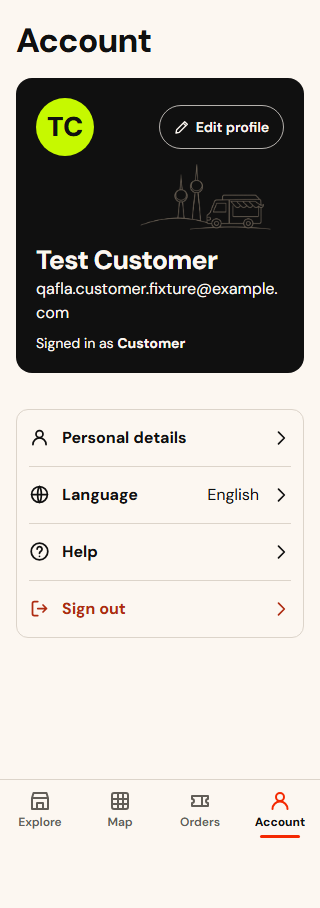 Account
TC
Edit profile
Test Customer
qafla.customer.fixture@example.
com
Signed in as Customer
Personal details
Language English
Help
Sign out
Explore Map Orders Account